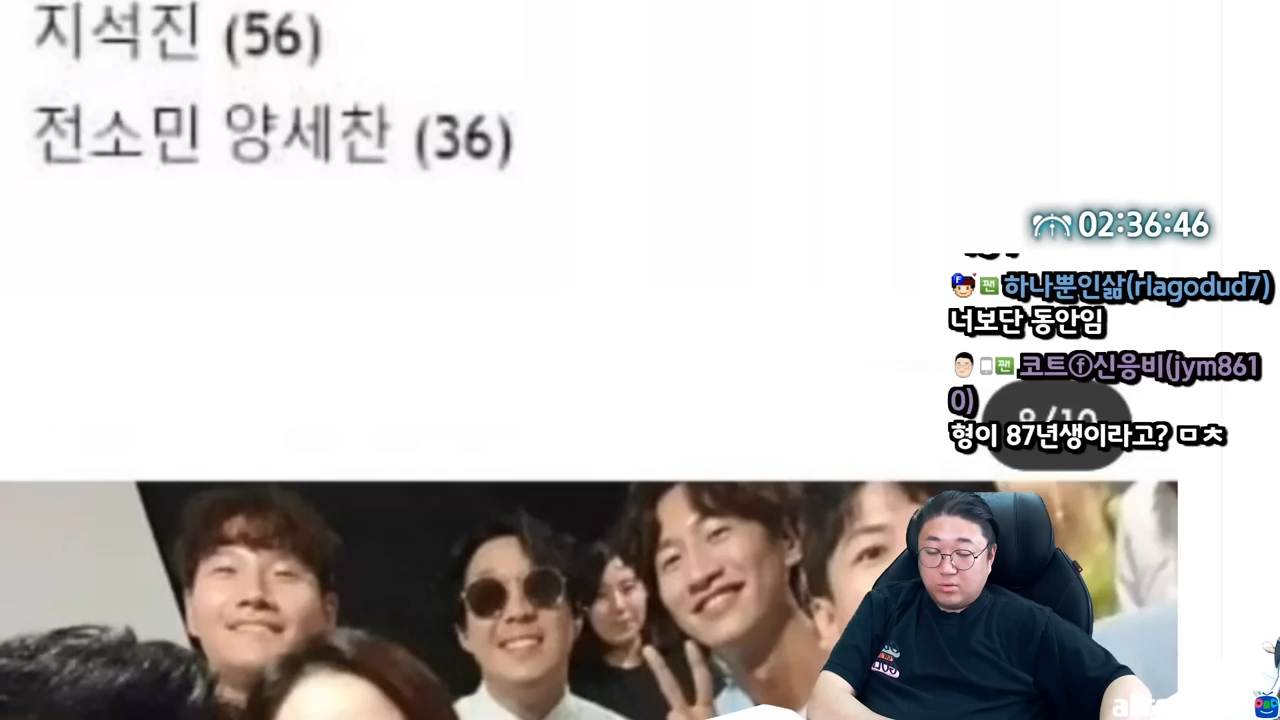 지석진 (56)
전소민 양세찬 (36)
02:36:46
팬 하나뿐인삶(rlagodud7)
너보단 동안임
팬 코트ⓕ신응비(jym861
0)
형이 87년생이라고? ㅁㅊ